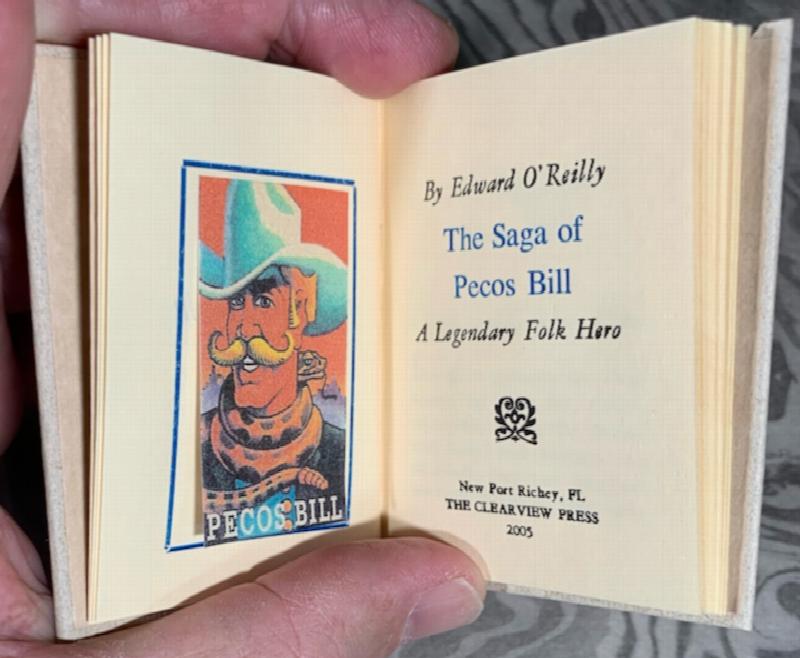 PECOS BILL
By Edward O'Reilly
The Saga of
Pecos Bill
A Legendary Folk Hero
New Port Richey, FL
THE CLEARVIEW PRESS
2005